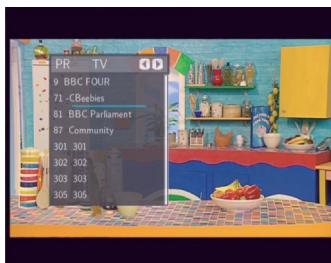 PR TV
9 BBC FOUR
71 -CBeebies
81 BBC Parliament
87 Community
301 301
302 302
303 303
305 305